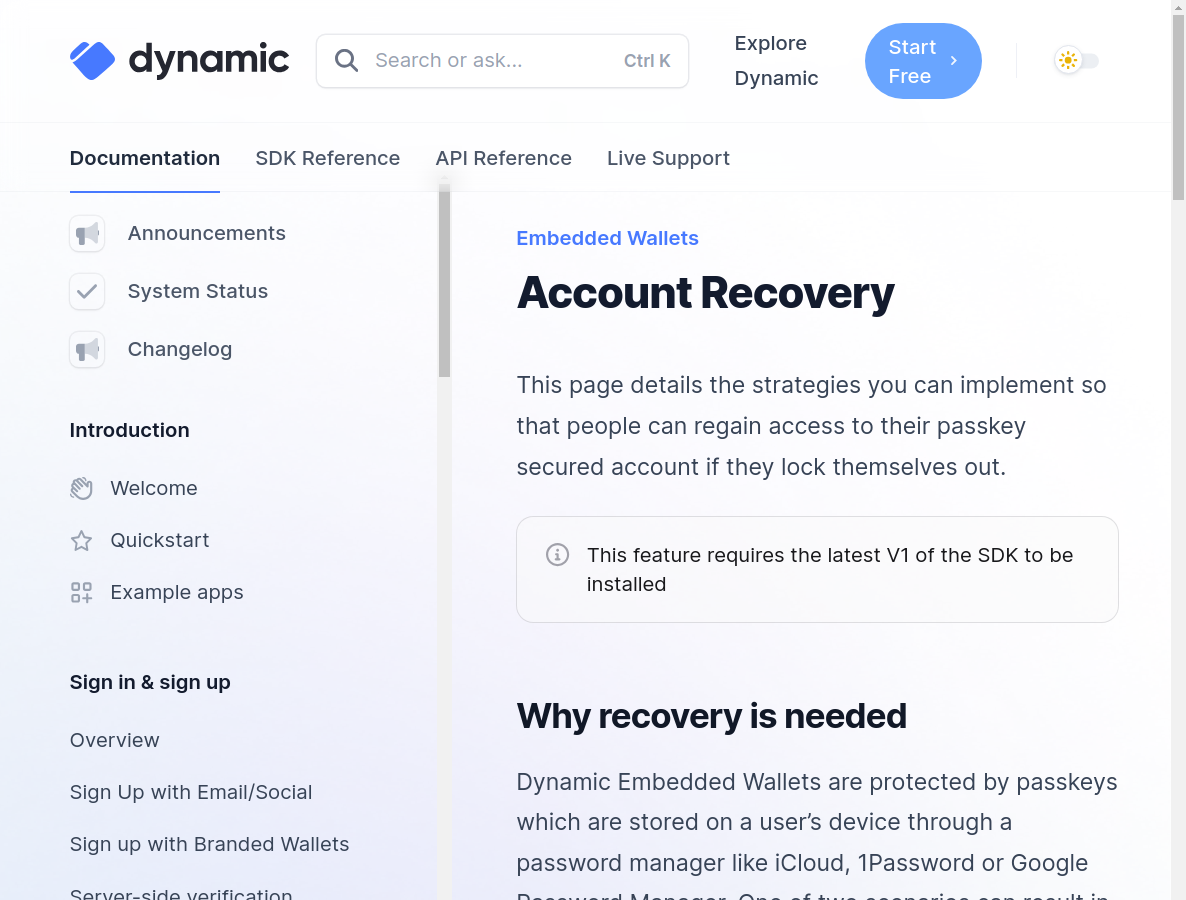 dynamic
Search or ask...
Ctrl K
Explore
Dynamic
Start
Free
Documentation
SDK Reference
API Reference
Live Support
Announcements
System Status
Changelog
Introduction
Welcome
Quickstart
Example apps
Sign in & sign up
Overview
Sign Up with Email/Social
Sign up with Branded Wallets
Server-side verification
Embedded Wallets
Account Recovery
This page details the strategies you can implement so
that people can regain access to their passkey
secured account if they lock themselves out.
This feature requires the latest V1 of the SDK to be
installed
Why recovery is needed
Dynamic Embedded Wallets are protected by passkeys
which are stored on a user’s device through a
password manager like iCloud, 1Password or Google
Password Manager. One of two scenarios can result in